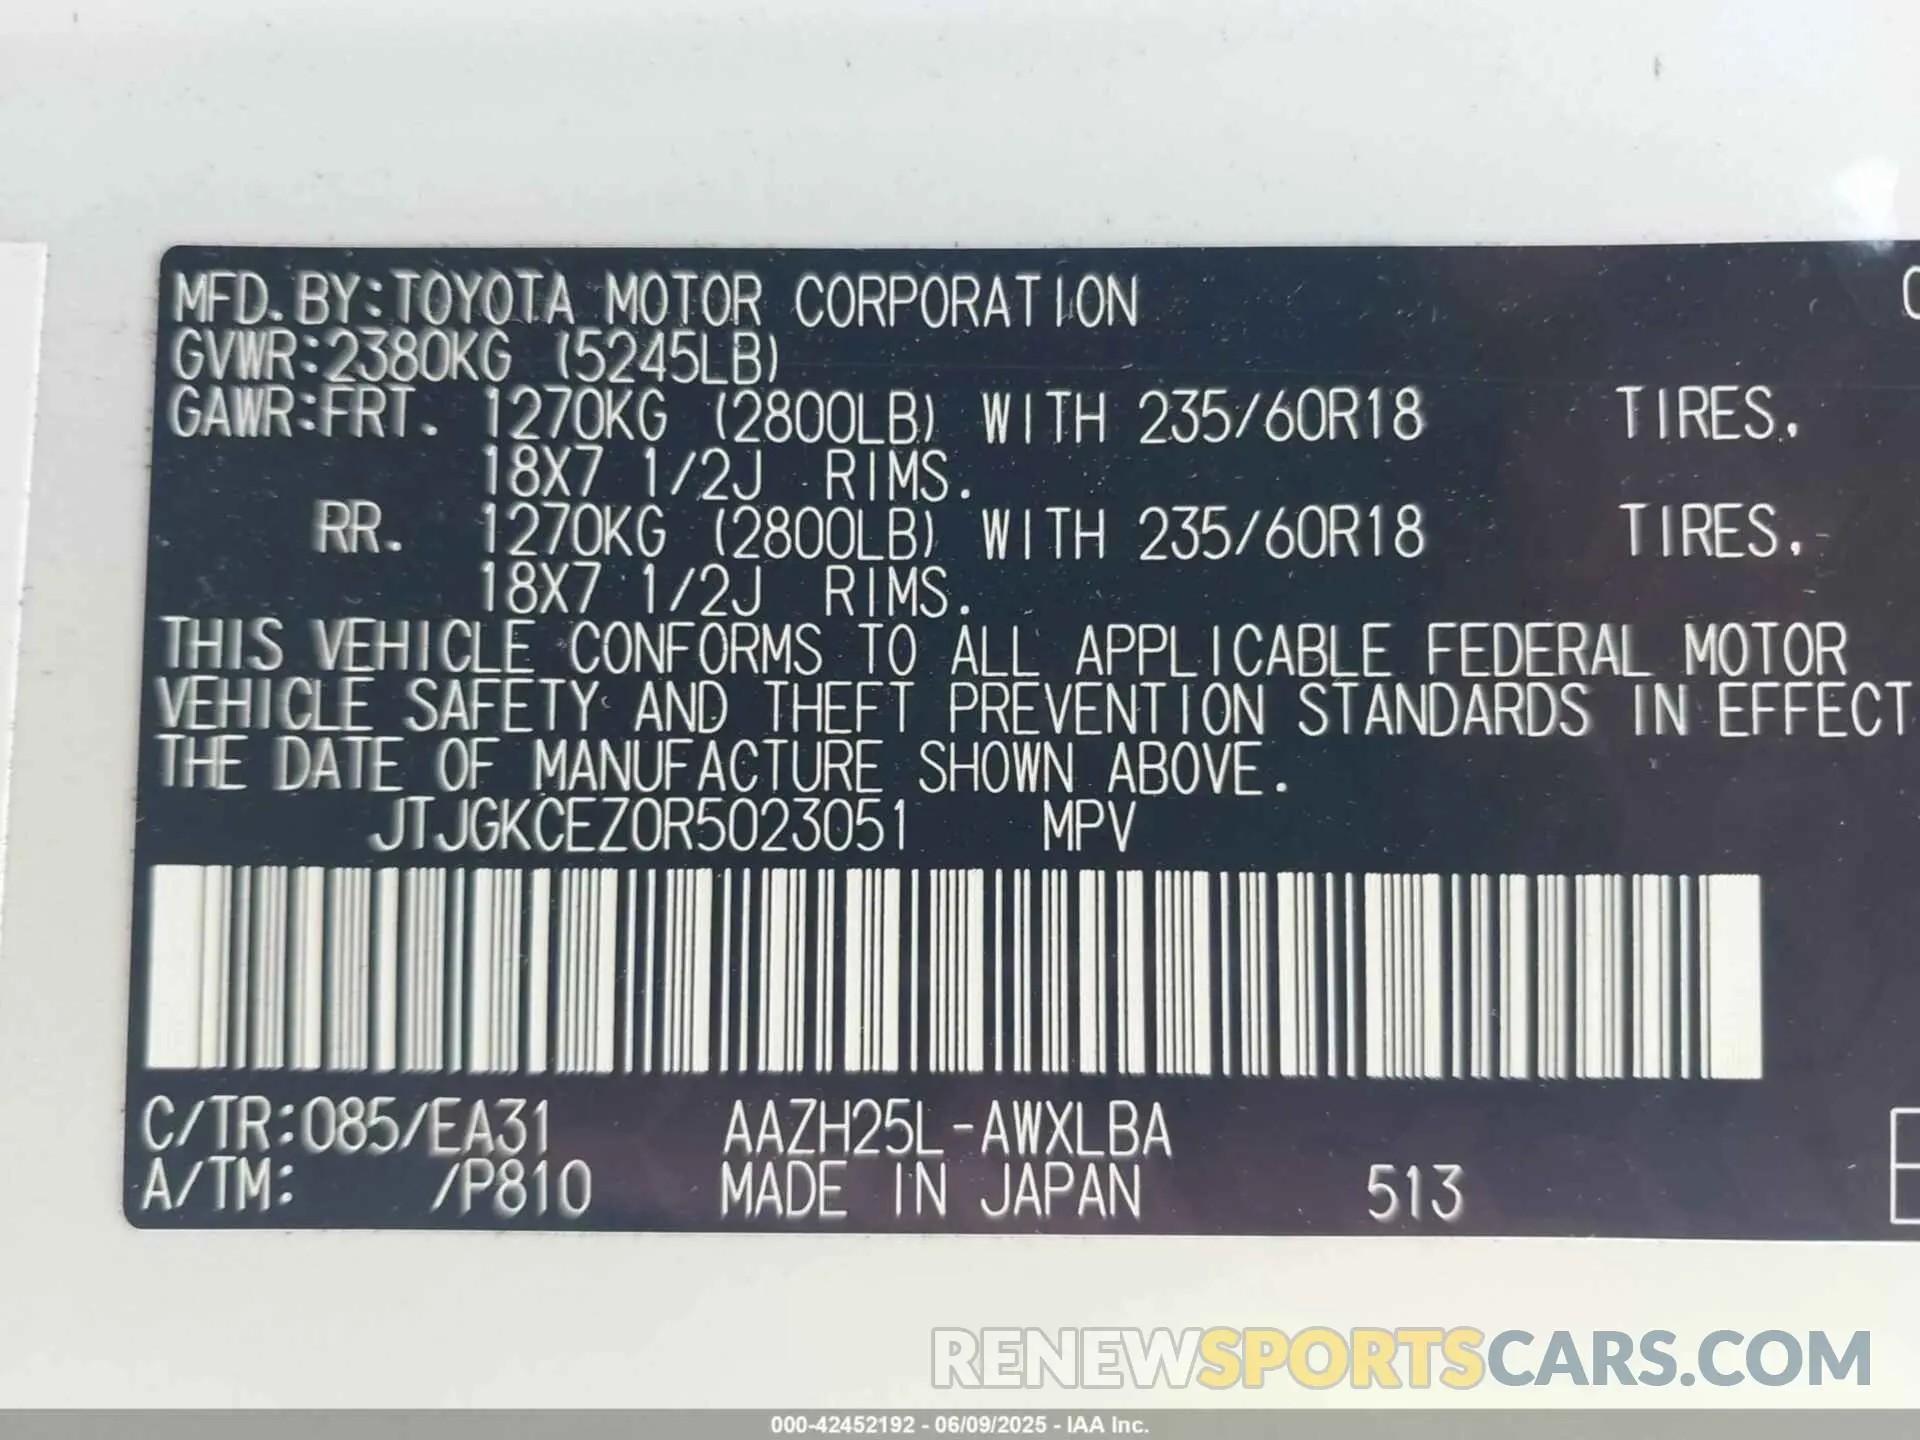 MFD. BY:TOYOTA MOTOR CORPORATION
GVWR:2380KG (5245LB)
GAWR:FRT. 1270KG (2800LB) WITH 235/60R18 TIRES,
18X7 1/2J RIMS.
RR. 1270KG (2800LB) WITH 235/60R18 TIRES,
18X7 1/2J RIMS.
THIS VEHICLE CONFORMS TO ALL APPLICABLE FEDERAL MOTOR
VEHICLE SAFETY AND THEFT PREVENTION STANDARDS IN EFFECT
THE DATE OF MANUFACTURE SHOWN ABOVE.
JTJGKCEZ0R5023051 MPV
C/TR:085/EA31 AAZH25L-AWXLBA
A/TM: /P810 MADE IN JAPAN 513
RENEWSPORTSCARS.COM
000-42452192 - 06/09/2025 - IAA Inc.